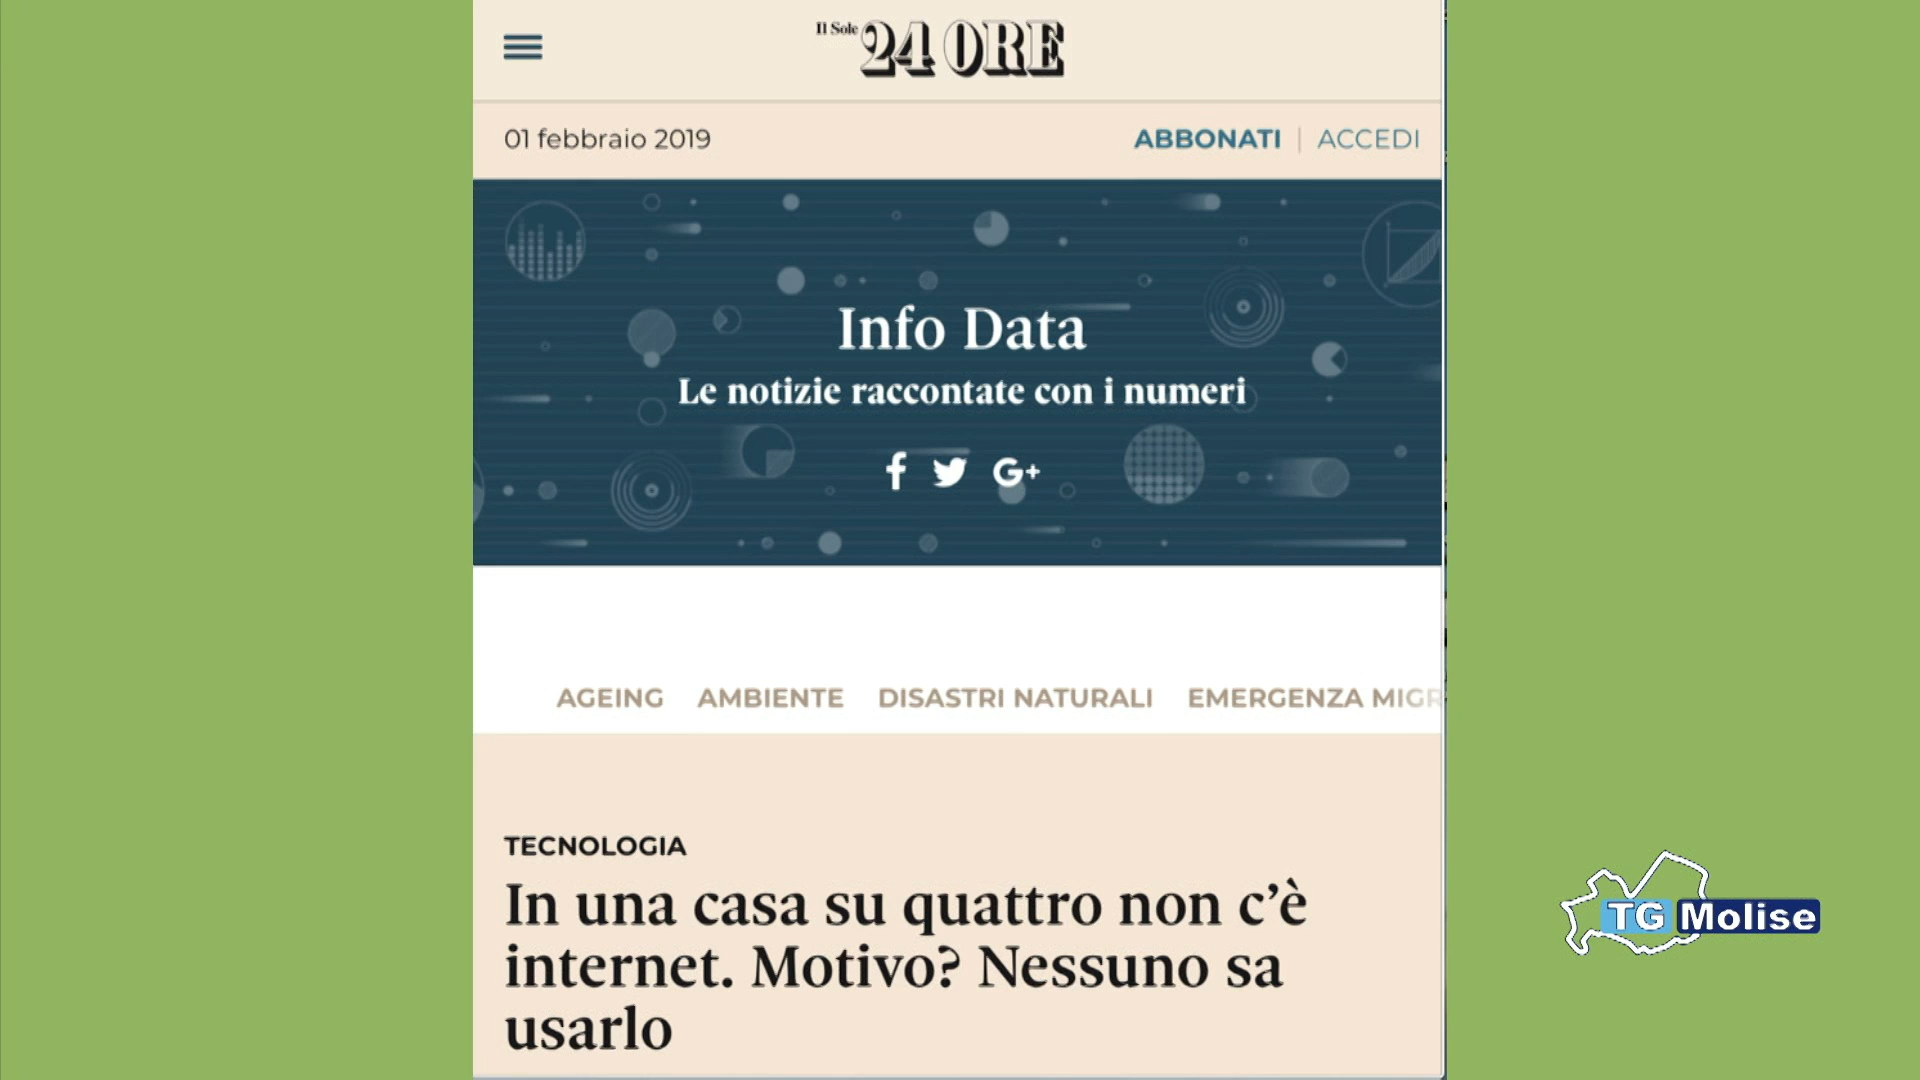 Il Sole
24 ORE
01 febbraio 2019
ABBONATI | ACCEDI
Info Data
Le notizie raccontate con i numeri
G+
AGEING AMBIENTE DISASTRI NATURALI EMERGENZA MIGR
TECNOLOGIA
In una casa su quattro non c’è
internet. Motivo? Nessuno sa
usarlo
TG Molise